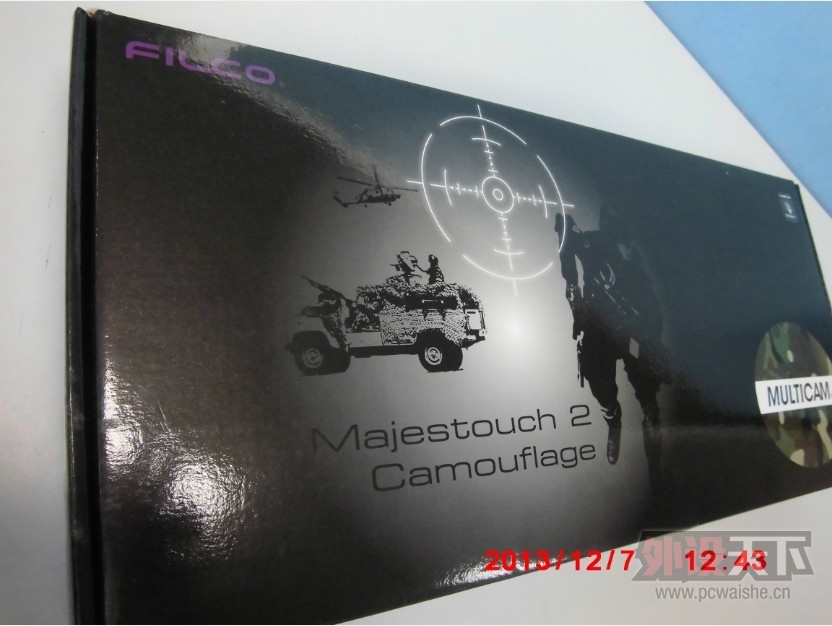 FILCO
MULTICAM
Majestouch 2
Camouflage
2013/12/7 12:43
外设天下
www.pcwaishe.cn